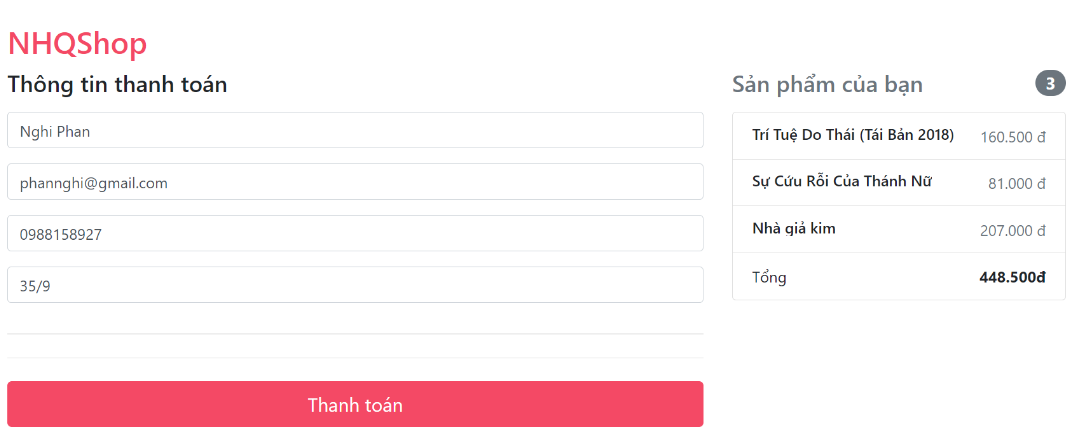 NHQShop
Thông tin thanh toán
Nghi Phan
phannghi@gmail.com
0988158927
35/9
Thanh toán
Sản phẩm của bạn 3
Trí Tuệ Do Thái (Tái Bản 2018) 160.500 đ
Sự Cứu Rỗi Của Thánh Nữ 81.000 đ
Nhà giả kim 207.000 đ
Tổng 448.500đ